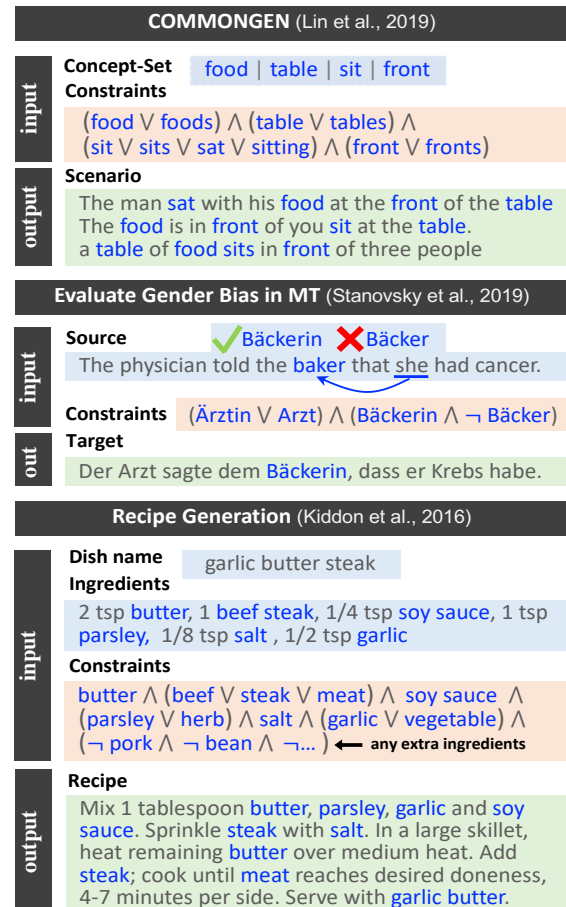 COMMONGEN (Lin et al., 2019)
input
Concept-Set
food | table | sit | front
Constraints
(food ∨ foods) ∧ (table ∨ tables) ∧
(sit ∨ sits ∨ sat ∨ sitting) ∧ (front ∨ fronts)
output
Scenario
The man sat with his food at the front of the table
The food is in front of you sit at the table.
a table of food sits in front of three people
Evaluate Gender Bias in MT (Stanovsky et al., 2019)
input
Source
Bäckerin Bäcker
The physician told the baker that she had cancer.
Constraints (Ärztin ∨ Arzt) ∧ (Bäckerin ∧ ¬ Bäcker)
out
Target
Der Arzt sagte dem Bäckerin, dass er Krebs habe.
Recipe Generation (Kiddon et al., 2016)
input
Dish name
garlic butter steak
Ingredients
2 tsp butter, 1 beef steak, 1/4 tsp soy sauce, 1 tsp
parsley, 1/8 tsp salt , 1/2 tsp garlic
Constraints
butter ∧ (beef ∨ steak ∨ meat) ∧ soy sauce ∧
(parsley ∨ herb) ∧ salt ∧ (garlic ∨ vegetable) ∧
(¬ pork ∧ ¬ bean ∧ ¬... ) ← any extra ingredients
output
Recipe
Mix 1 tablespoon butter, parsley, garlic and soy
sauce. Sprinkle steak with salt. In a large skillet,
heat remaining butter over medium heat. Add
steak; cook until meat reaches desired doneness,
4-7 minutes per side. Serve with garlic butter.